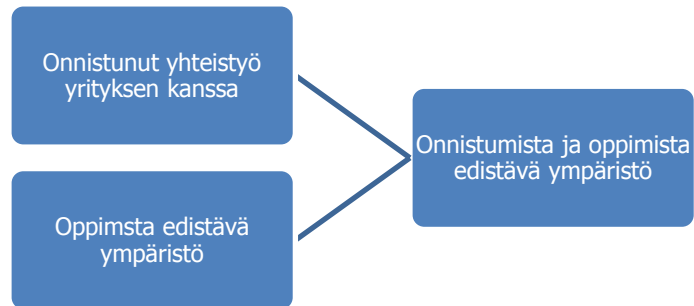 Onnistunut yhteistyö
yrityksen kanssa
Oppimsta edistävä
ympäristö
Onnistumista ja oppimista
edistävä ympäristö